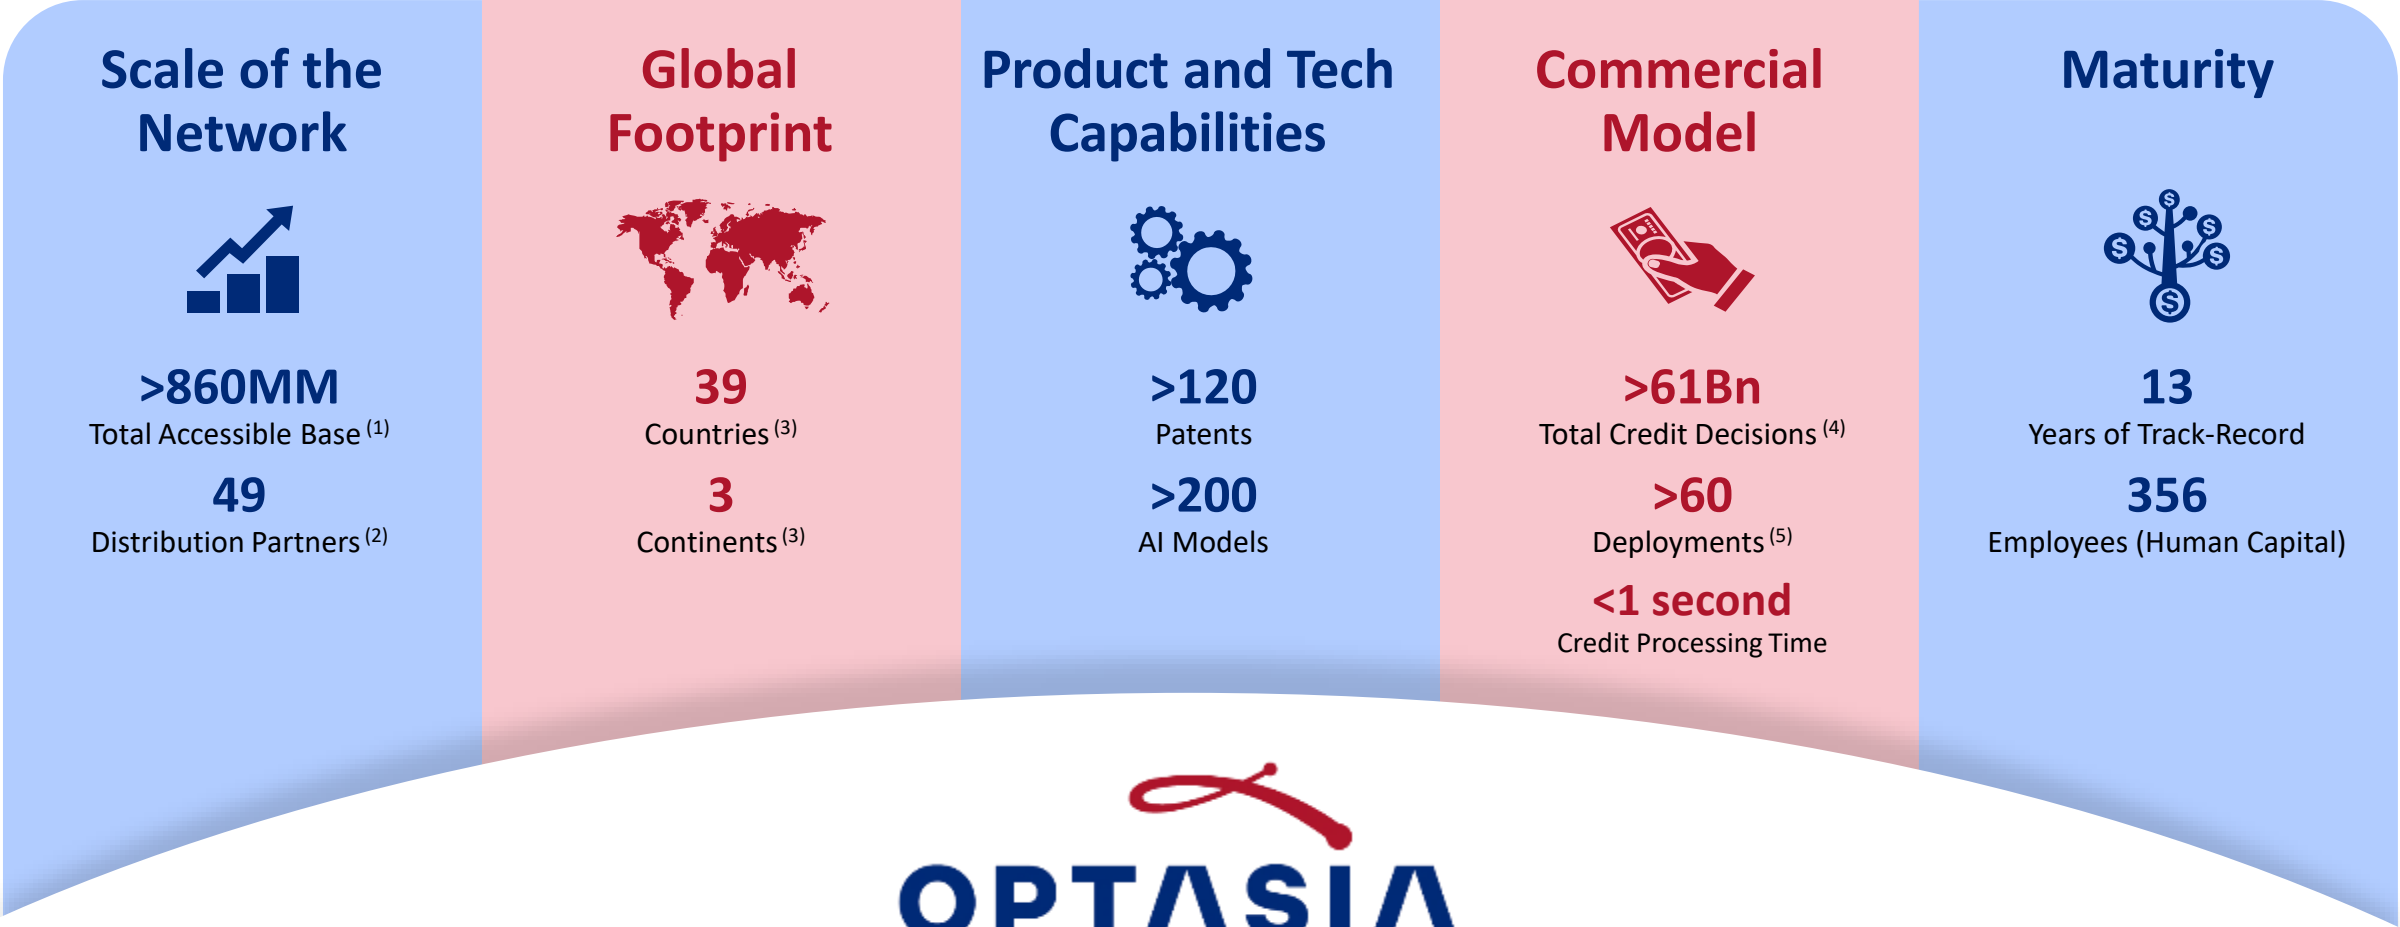 Scale of the
Network
>860MM
Total Accessible Base (1)
49
Distribution Partners (2)
Global
Footprint
39
Countries (3)
3
Continents (3)
Product and Tech
Capabilities
>120
Patents
>200
AI Models
Commercial
Model
>61Bn
Total Credit Decisions (4)
>60
Deployments (5)
<1 second
Credit Processing Time
Maturity
13
Years of Track-Record
356
Employees (Human Capital)
OPTASIA